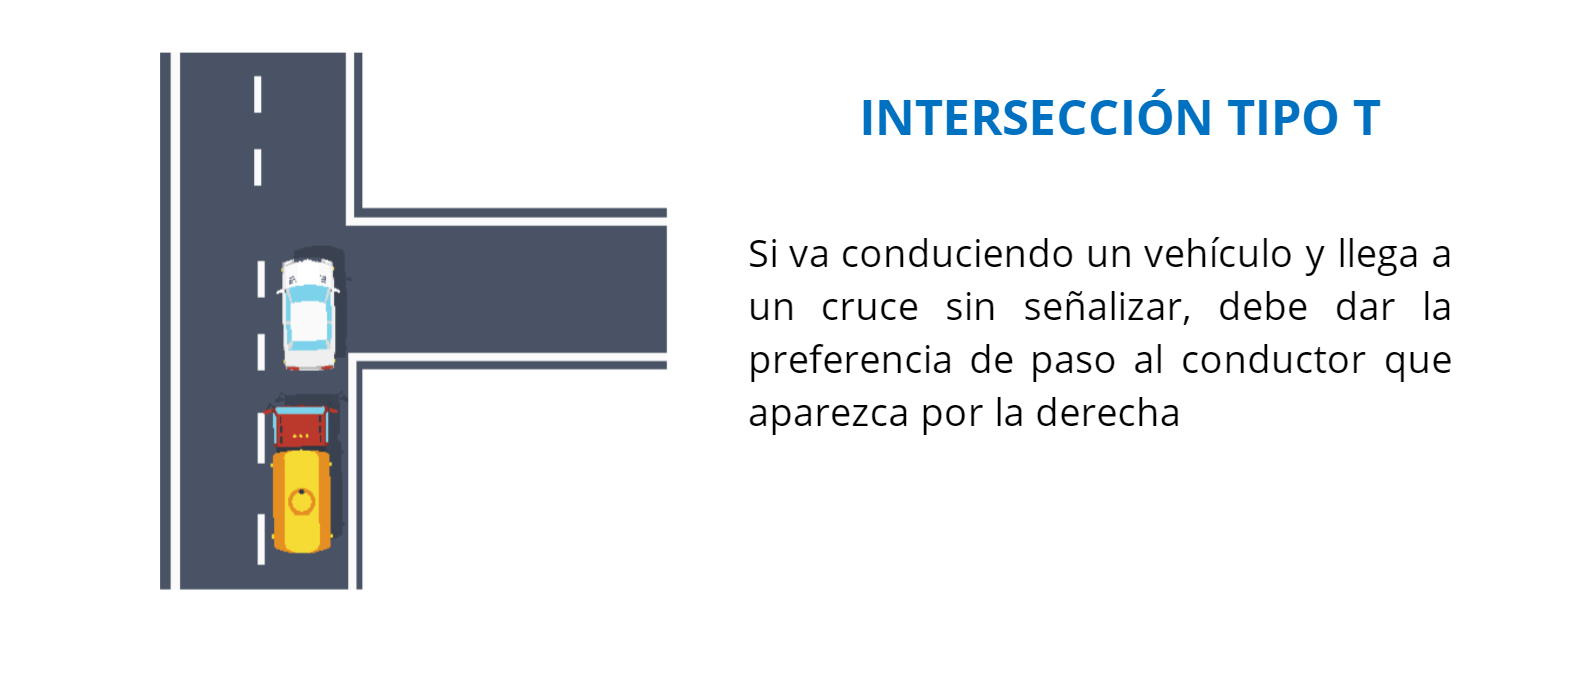 INTERSECCIÓN TIPO T
Si va conduciendo un vehículo y llega a
un cruce sin señalizar, debe dar la
preferencia de paso al conductor que
aparezca por la derecha